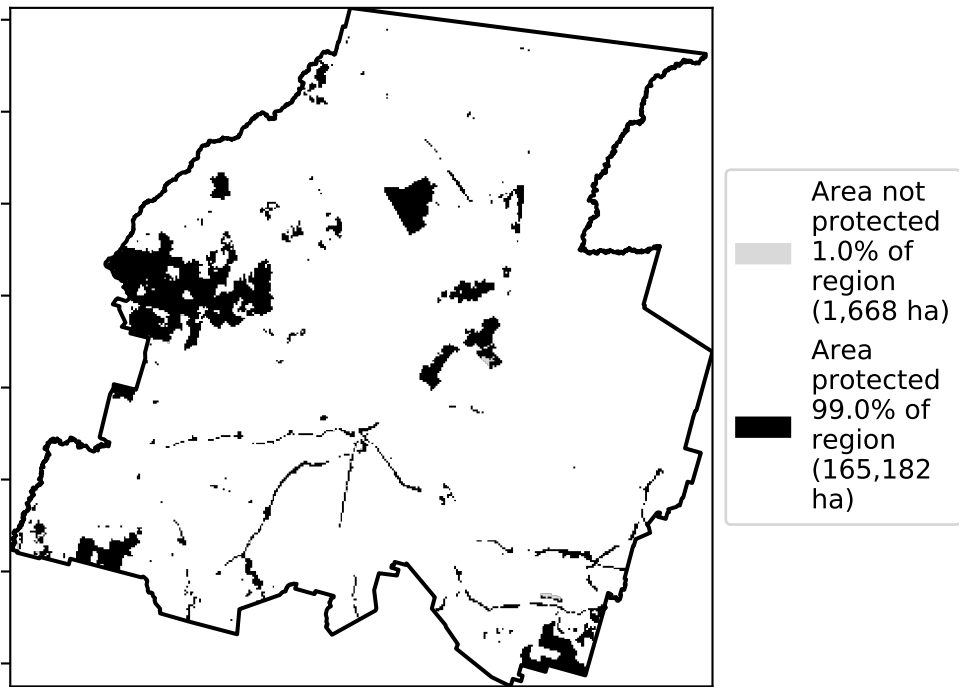 Area not
protected
1.0% of
region
(1,668 ha)
Area
protected
99.0% of
region
(165,182
ha)